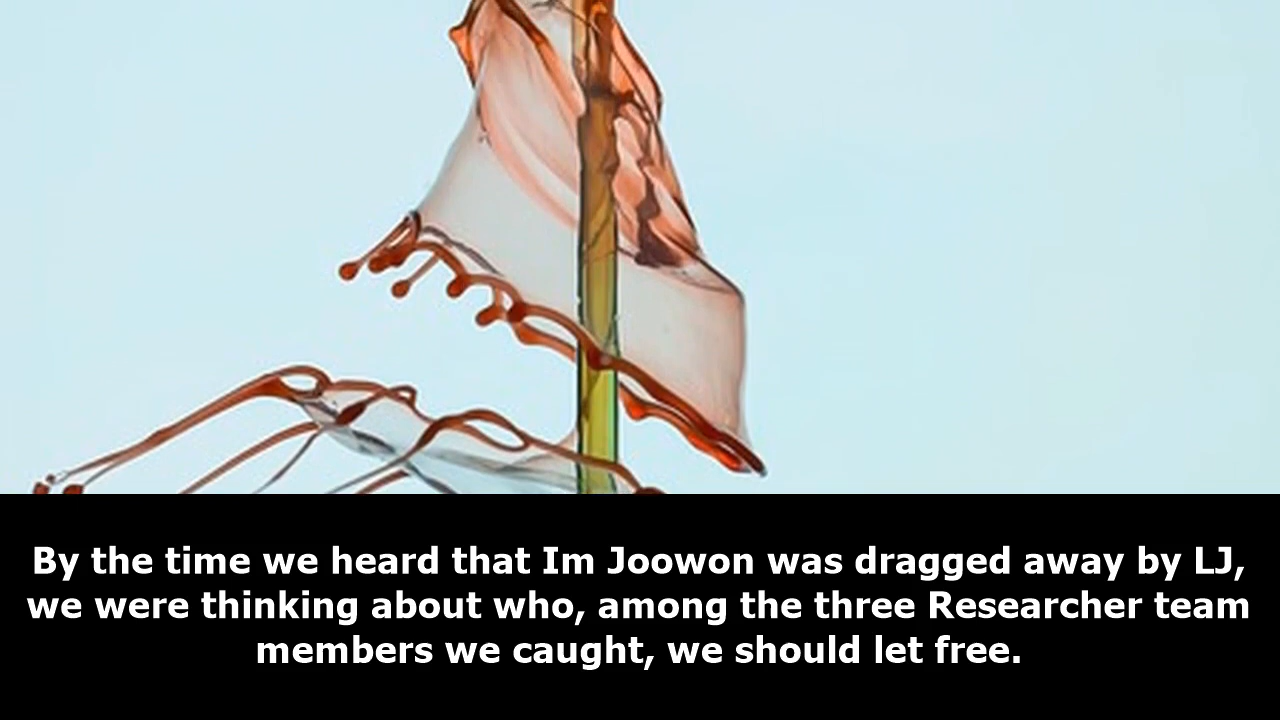 By the time we heard that Im Joowon was dragged away by LJ,
we were thinking about who, among the three Researcher team
members we caught, we should let free.